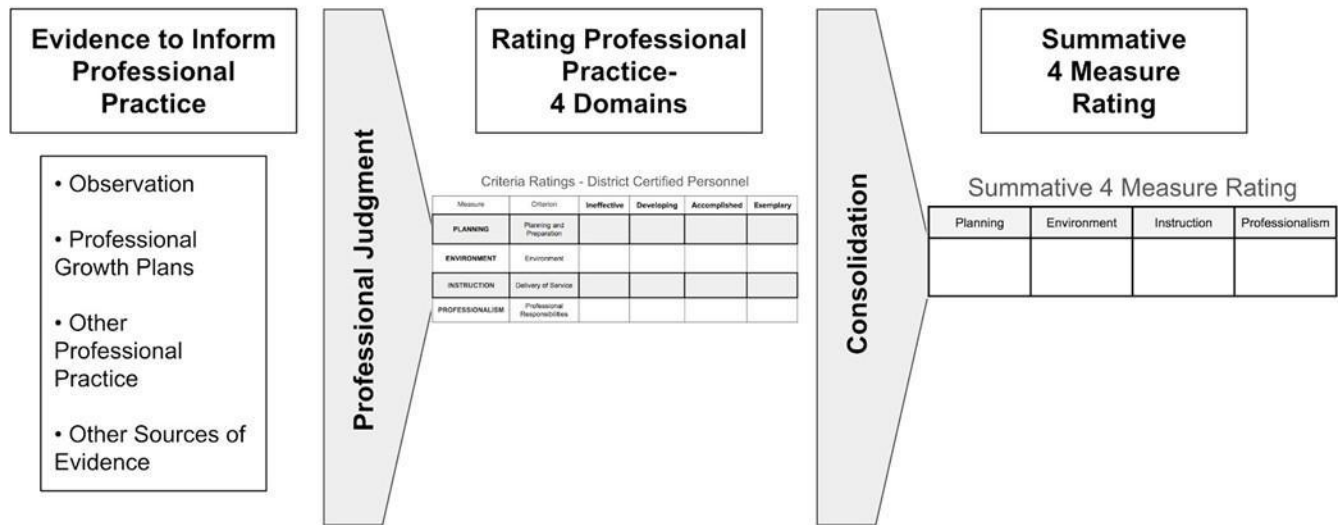 Evidence to Inform
Professional
Practice
• Observation
• Professional
Growth Plans
• Other
Professional
Practice
• Other Sources of
Evidence
Professional Judgment
Rating Professional
Practice-
4 Domains
Criteria Ratings - District Certified Personnel
Measure Criterion Ineffective Developing Accomplished Exemplary
PLANNING Planning and
Preparation
ENVIRONMENT Environment
INSTRUCTION Delivery of Service
PROFESSIONALISM Professional
Responsibilities
Consolidation
Summative
4 Measure
Rating
Summative 4 Measure Rating
Planning Environment Instruction Professionalism